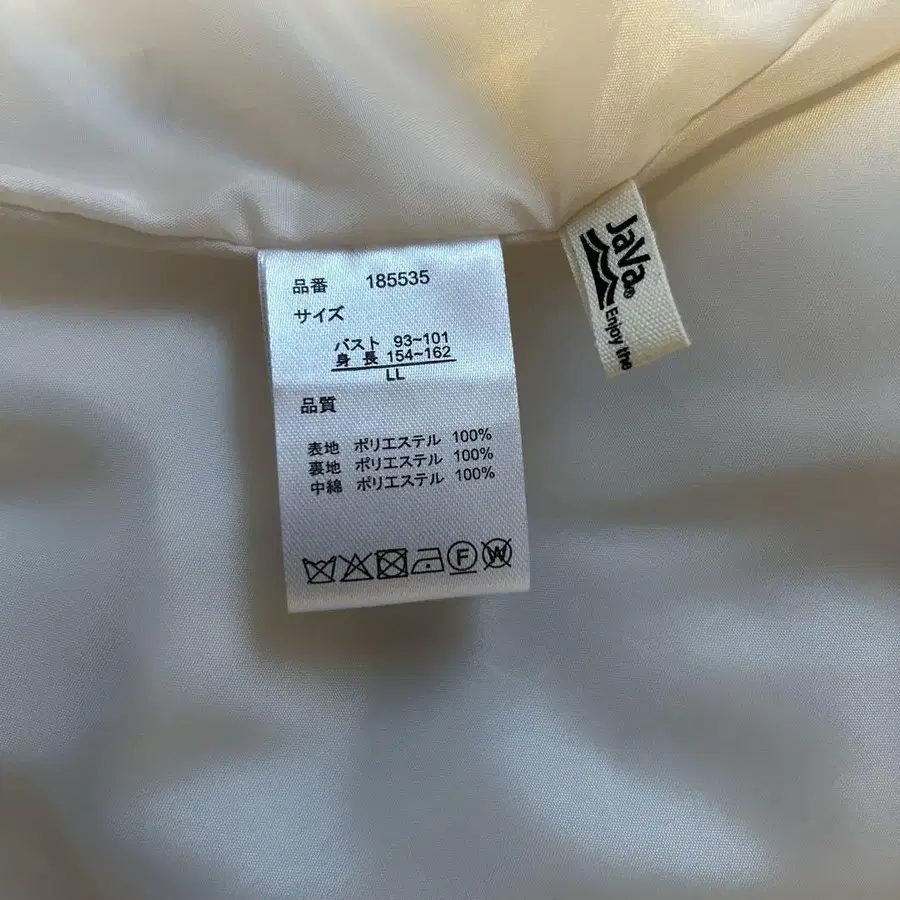 品番 185535
サイズ
バスト 93~101
身長 154~162
LL
品質
表地 ポリエステル 100%
裏地 ポリエステル 100%
中綿 ポリエステル 100%
F
W
JaVa®
Enjoy the